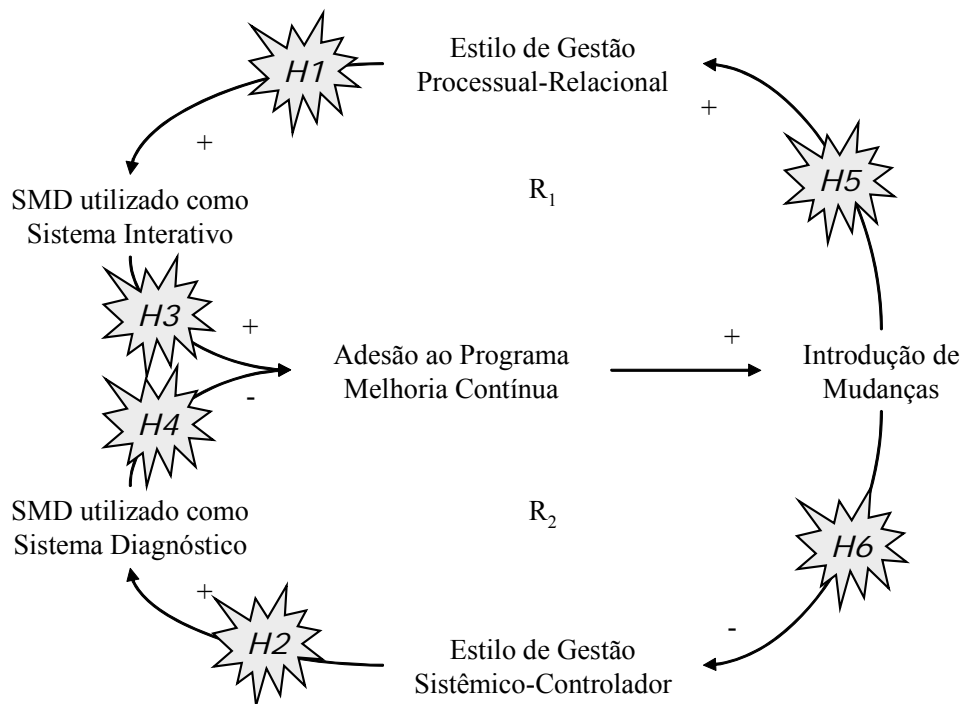 Estilo de Gestão
Processual-Relacional
H1
+
+
H5
SMD utilizado como
Sistema Interativo
R1
H3
+
Adesão ao Programa
Melhoria Contínua
+
Introdução de
Mudanças
H4
-
SMD utilizado como
Sistema Diagnóstico
R2
H6
+
H2
-
Estilo de Gestão
Sistêmico-Controlador